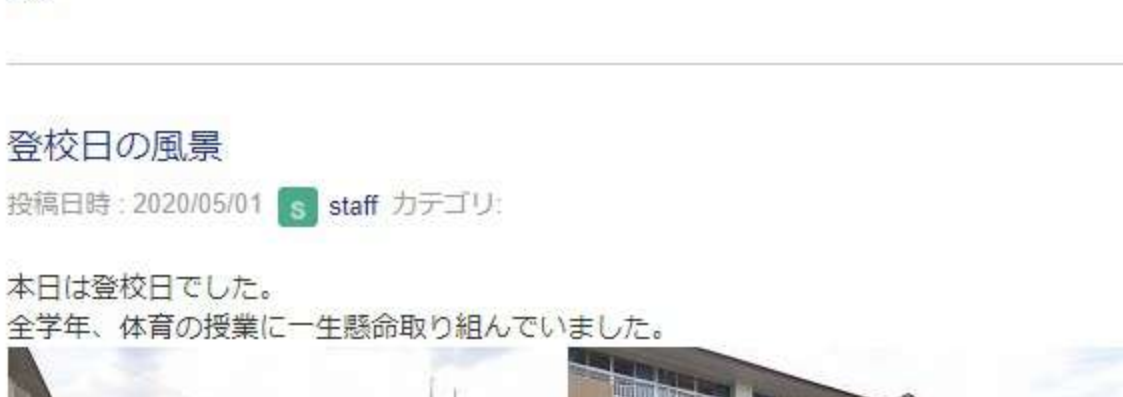 登校日の風景
投稿日時 : 2020/05/01 s staff カテゴリ:
本日は登校日でした。
全学年、体育の授業に一生懸命取り組んでいました。